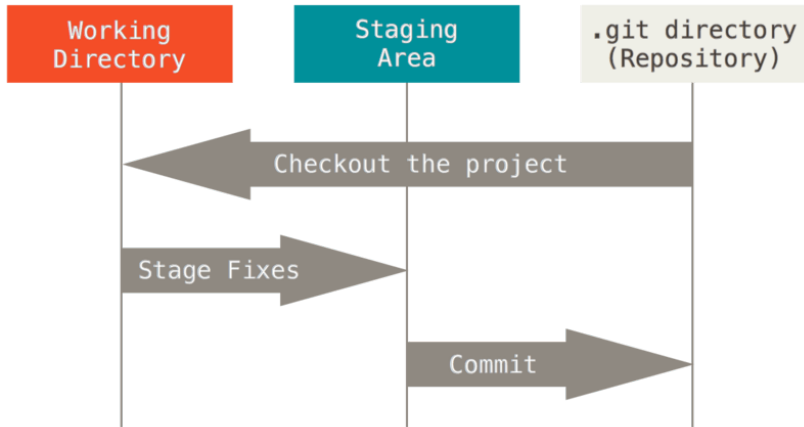 Working
Directory
Staging
Area
.git directory
(Repository)
Checkout the project
Stage Fixes
Commit